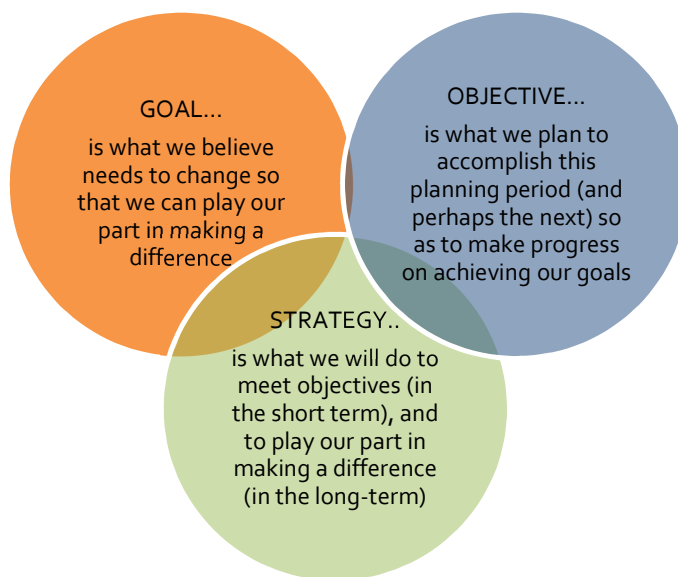 GOAL...
is what we believe
needs to change so
that we can play our
part in making a
difference
OBJECTIVE...
is what we plan to
accomplish this
planning period (and
perhaps the next) so
as to make progress
on achieving our goals
STRATEGY..
is what we will do to
meet objectives (in
the short term), and
to play our part in
making a difference
(in the long-term)